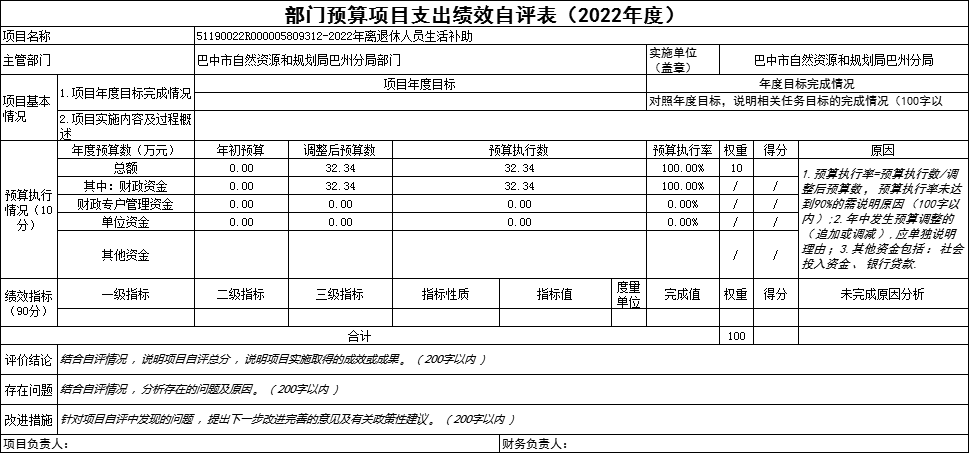 部门预算项目支出绩效自评表（2022年度）
项目名称 51190022R000005809312-2022年离退休人员生活补助
主管部门 巴中市自然资源和规划局巴州分局部门 实施单位（盖章） 巴中市自然资源和规划局巴州分局
项目基本情况 1.项目年度目标完成情况 项目年度目标 年度目标完成情况
对照年度目标，说明相关任务目标的完成情况（100字以
2.项目实施内容及过程概述
预算执行情况（10分） 年度预算数（万元） 年初预算 调整后预算数 预算执行数 预算执行率 权重 得分 原因
总额 0.00 32.34 32.34 100.00% 10
其中：财政资金 0.00 32.34 32.34 100.00% / /
财政专户管理资金 0.00 0.00 0.00 0.00% / /
单位资金 0.00 0.00 0.00 0.00% / /
其他资金 / /
1.预算执行率=预算执行数/调
整后预算数，预算执行率未达
到90%的需说明原因（100字以
内）;2.年中发生预算调整的
（追加或调减）,应单独说明
理由；3.其他资金包括：社会
投入资金、银行贷款.
绩效指标（90分） 一级指标 二级指标 三级指标 指标性质 指标值 度量单位 完成值 权重 得分 未完成原因分析
合计 100
评价结论 结合自评情况，说明项目自评总分，说明项目实施取得的成效或成果。（200字以内）
存在问题 结合自评情况，分析存在的问题及原因。（200字以内）
改进措施 针对项目自评中发现的问题，提出下一步改进完善的意见及有关政策性建议。（200字以内）
项目负责人： 财务负责人：